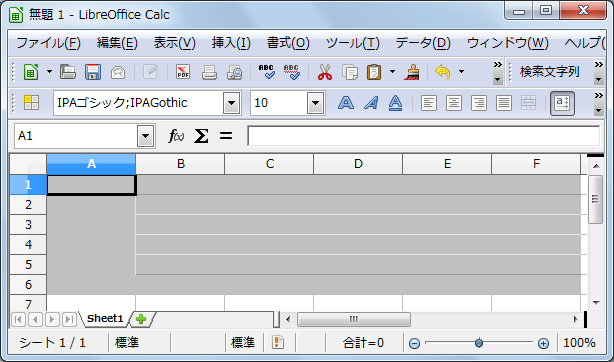 無題 1 - LibreOffice Calc
ファイル(F) 編集(E) 表示(V) 挿入(I) 書式(O) ツール(T) データ(D) ウィンドウ(W) ヘルプ(
PDF ABC ABC 検索文字列
IPAゴシック;IPAGothic 10 A A A a
A1 f(x) Σ =
A B C D E F
1
2
3
4
5
6
7
Sheet1
シート 1 / 1 標準 標準 合計=0 100%